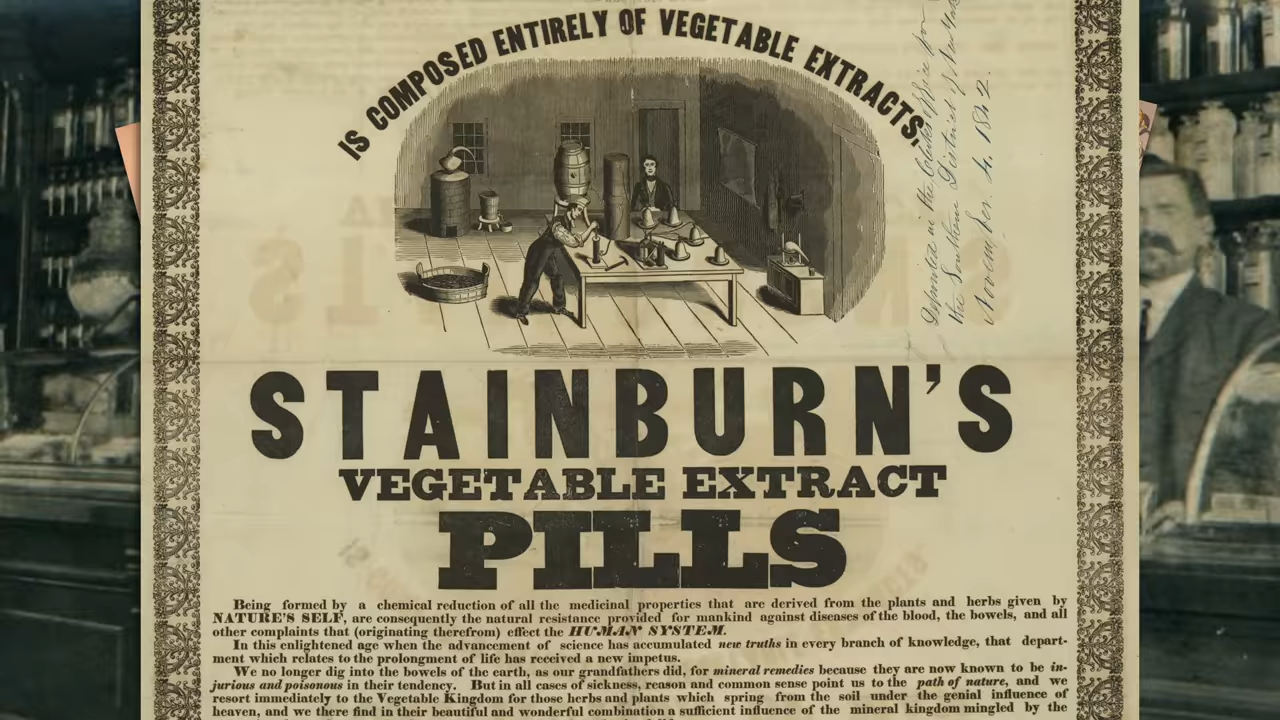 IS COMPOSED ENTIRELY OF VEGETABLE EXTRACTS,
Deposited in the Clerk's Office for
the Southern District of New York
November 4. 1842.
STAINBURN'S
VEGETABLE EXTRACT
PILLS
Being formed by a chemical reduction of all the medicinal properties that are derived from the plants and herbs given by
NATURE'S SELF, are consequently the natural resistance provided for mankind against diseases of the blood, the bowels, and all
other complaints that (originating therefrom) effect the HUMAN SYSTEM.
In this enlightened age when the advancement of science has accumulated new truths in every branch of knowledge, that depart-
ment which relates to the prolongment of life has received a new impetus.
We no longer dig into the bowels of the earth, as our grandfathers did, for mineral remedies because they are now known to be in-
jurious and poisonous in their tendency. But in all cases of sickness, reason and common sense point us to the path of nature, and we
resort immediately to the Vegetable Kingdom for those herbs and plants which spring from the soil under the genial influence of
heaven, and we there find in their beautiful and wonderful combination a sufficient influence of the mineral kingdom mingled by the